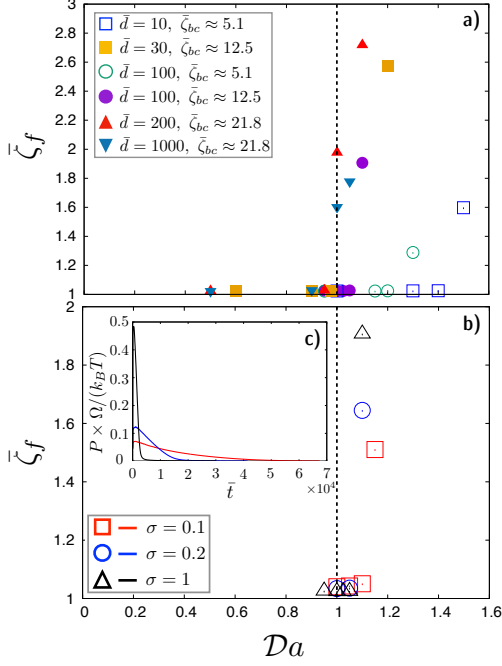 a)
d̄ = 10, ζ̄_bc ≈ 5.1
d̄ = 30, ζ̄_bc ≈ 12.5
d̄ = 100, ζ̄_bc ≈ 5.1
d̄ = 100, ζ̄_bc ≈ 12.5
d̄ = 200, ζ̄_bc ≈ 21.8
d̄ = 1000, ζ̄_bc ≈ 21.8
3
2.8
2.6
2.4
2.2
2
1.8
1.6
1.4
1.2
1
ζ̄_f
b)
2
1.8
1.6
1.4
1.2
1
ζ̄_f
c)
0.5
0.4
0.3
0.2
0.1
0
P × Ω/(k_BT)
0 1 2 3 4 5 6 7
×10⁴
t̄
σ = 0.1
σ = 0.2
σ = 1
0 0.2 0.4 0.6 0.8 1 1.2 1.4 1.6
𝒟a